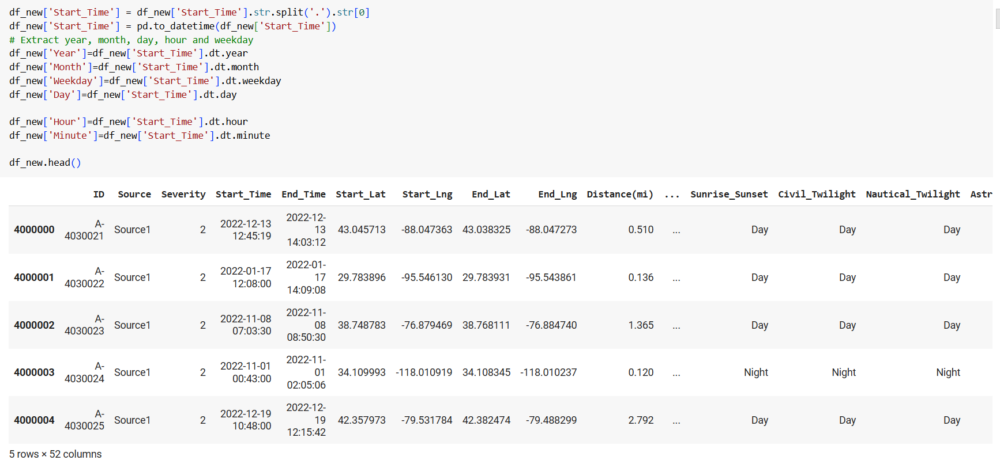 df_new['Start_Time'] = df_new['Start_Time'].str.split('.').str[0]
df_new['Start_Time'] = pd.to_datetime(df_new['Start_Time'])
# Extract year, month, day, hour and weekday
df_new['Year']=df_new['Start_Time'].dt.year
df_new['Month']=df_new['Start_Time'].dt.month
df_new['Weekday']=df_new['Start_Time'].dt.weekday
df_new['Day']=df_new['Start_Time'].dt.day
df_new['Hour']=df_new['Start_Time'].dt.hour
df_new['Minute']=df_new['Start_Time'].dt.minute
df_new.head()
ID Source Severity Start_Time End_Time Start_Lat Start_Lng End_Lat End_Lng Distance(mi) ... Sunrise_Sunset Civil_Twilight Nautical_Twilight Astr
4000000 A-4030021 Source1 2 2022-12-13 12:45:19 2022-12-13 14:03:12 43.045713 -88.047363 43.038325 -88.047273 0.510 ... Day Day Day
4000001 A-4030022 Source1 2 2022-01-17 12:08:00 2022-01-17 14:09:08 29.783896 -95.546130 29.783931 -95.543861 0.136 ... Day Day Day
4000002 A-4030023 Source1 2 2022-11-08 07:03:30 2022-11-08 08:50:30 38.748783 -76.879469 38.768111 -76.884740 1.365 ... Day Day Day
4000003 A-4030024 Source1 2 2022-11-01 00:43:00 2022-11-01 02:05:06 34.109993 -118.010919 34.108345 -118.010237 0.120 ... Night Night Night
4000004 A-4030025 Source1 2 2022-12-19 10:48:00 2022-12-19 12:15:42 42.357973 -79.531784 42.382474 -79.488299 2.792 ... Day Day Day
5 rows × 52 columns